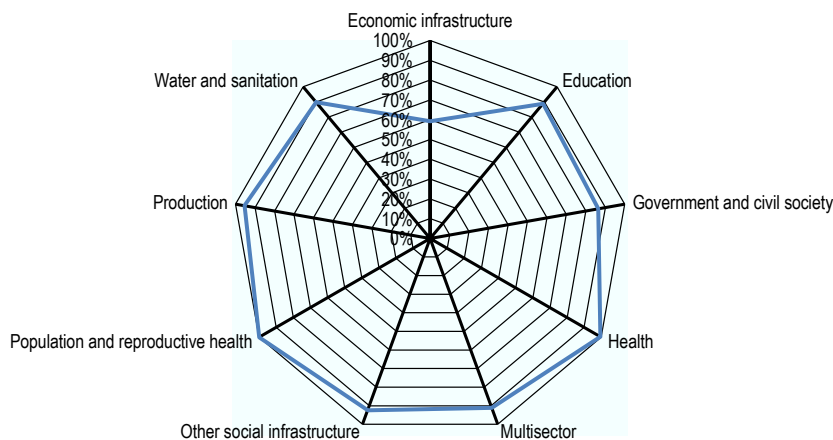 Economic infrastructure
100%
90%
80%
70%
60%
50%
40%
30%
20%
10%
0%
Education
Government and civil society
Health
Multisector
Other social infrastructure
Population and reproductive health
Production
Water and sanitation